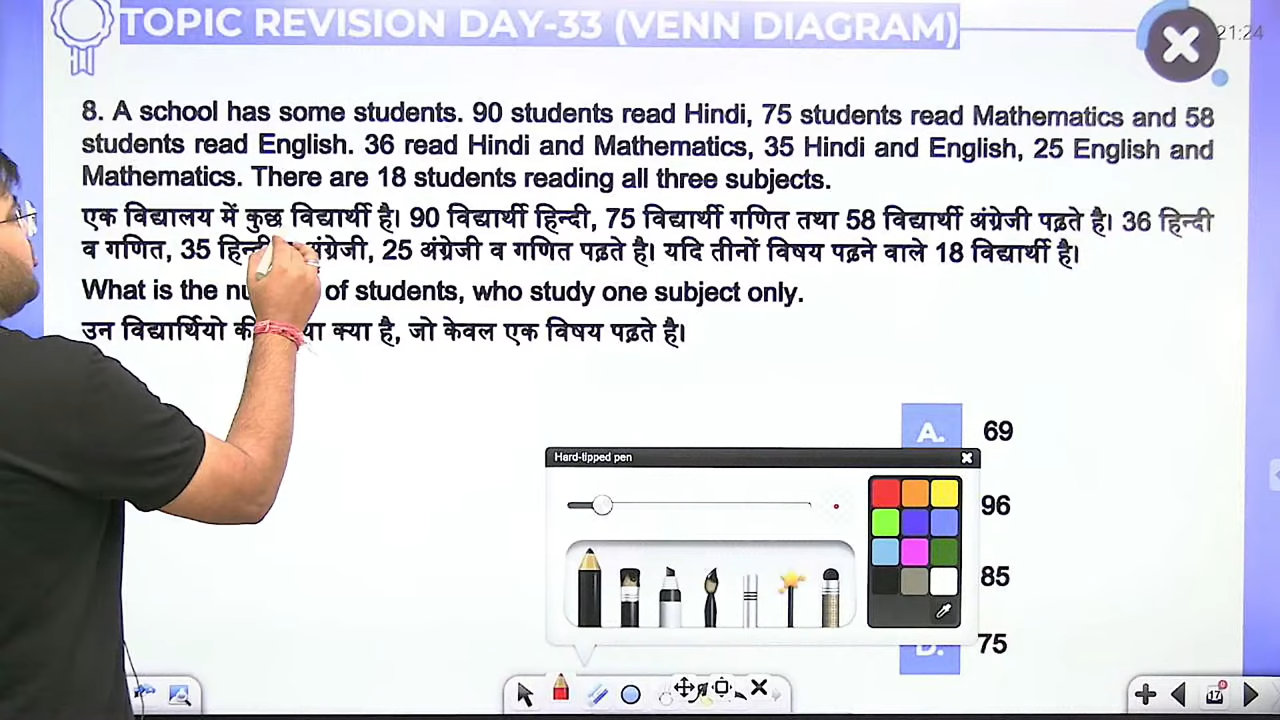 TOPIC REVISION DAY-33 (VENN DIAGRAM)
21:24
8. A school has some students. 90 students read Hindi, 75 students read Mathematics and 58
students read English. 36 read Hindi and Mathematics, 35 Hindi and English, 25 English and
Mathematics. There are 18 students reading all three subjects.
एक विद्यालय में कुछ विद्यार्थी है। 90 विद्यार्थी हिन्दी, 75 विद्यार्थी गणित तथा 58 विद्यार्थी अंग्रेजी पढ़ते है। 36 हिन्दी
व गणित, 35 अंग्रेजी, 25 अंग्रेजी व गणित पढ़ते है। यदि तीनों विषय पढ़ने वाले 18 विद्यार्थी है।
What is the of students, who study one subject only.
उन विद्यार्थियो क्या है, जो केवल एक विषय पढ़ते है।
A. 69
Hard-tipped pen
96
85
D. 75
17